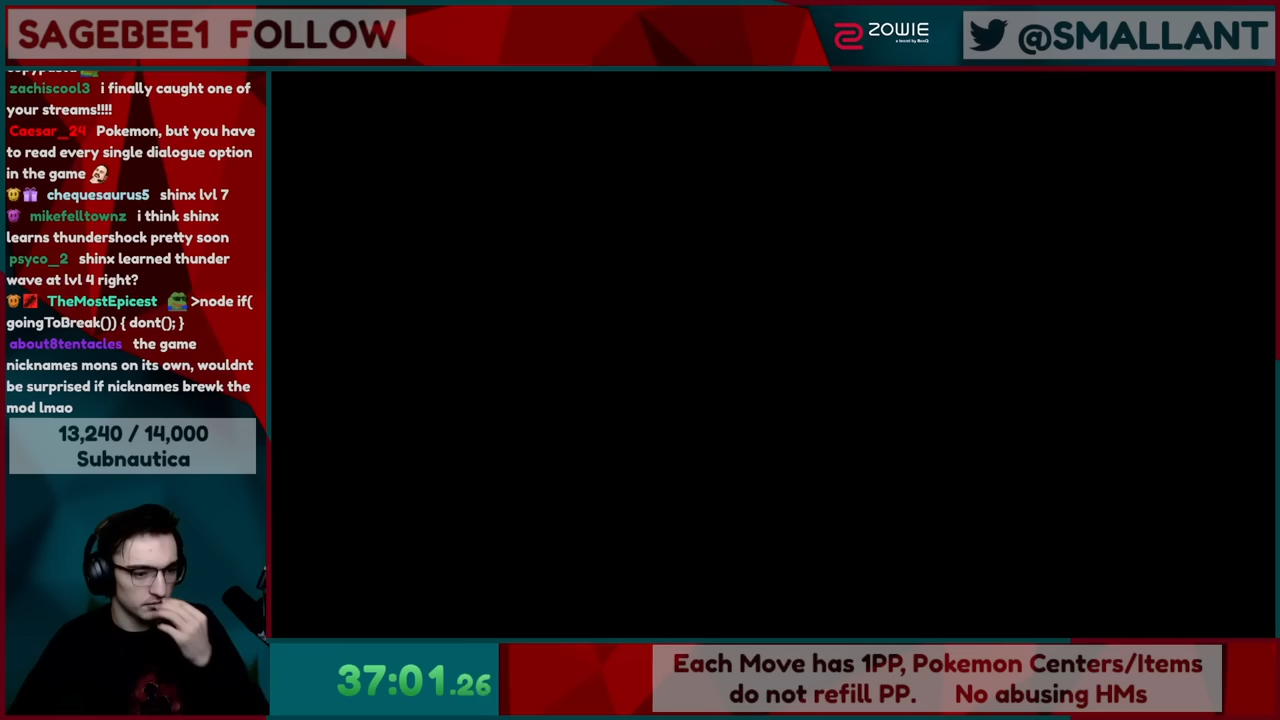 SAGEBEE1 FOLLOW
ZOWIE
@SMALLANT
zachiscool3 i finally caught one of
your streams!!!!
Caesar_24 Pokemon, but you have
to read every single dialogue option
in the game
chequesaurus5 shinx lvl 7
mikefelltownz i think shinx
learns thundershock pretty soon
psyco_2 shinx learned thunder
wave at lvl 4 right?
TheMostEpicest >node if(
goingToBreak()) { dont(); }
about8tentacles the game
nicknames mons on its own, wouldnt
be surprised if nicknames brewk the
mod lmao
13,240 / 14,000
Subnautica
37:01.26
Each Move has 1PP, Pokemon Centers/Items
do not refill PP. No abusing HMs